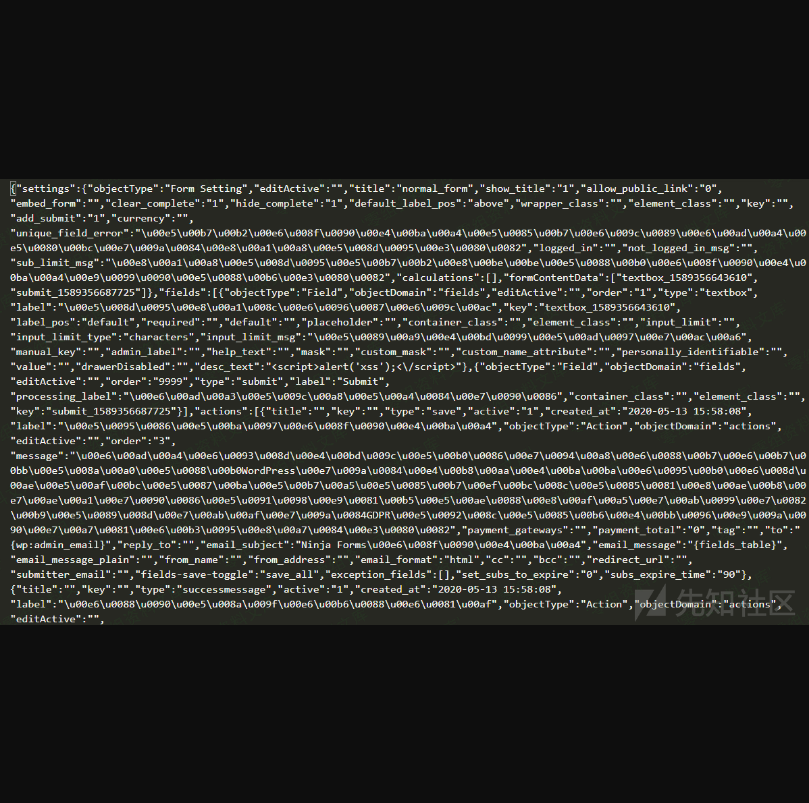 {"settings":{"objectType":"Form Setting","editActive":"","title":"normal_form","show_title":"1","allow_public_link":"0",
"embed_form":"","clear_complete":"1","hide_complete":"1","default_label_pos":"above","wrapper_class":"","element_class":"","key":"",
"add_submit":"1","currency":"",
"unique_field_error":"\u00e5\u00b7\u00b2\u00e6\u008f\u0090\u00e4\u00ba\u00a4\u00e5\u0085\u00b7\u00e6\u009c\u0089\u00e6\u00ad\u00a4\u00
e5\u0080\u00bc\u00e7\u009a\u0084\u00e8\u00a1\u00a8\u00e5\u008d\u0095\u00e3\u0080\u0082","logged_in":"","not_logged_in_msg":"",
"sub_limit_msg":"\u00e8\u00a1\u00a8\u00e5\u008d\u0095\u00e5\u00b7\u00b2\u00e8\u00be\u00be\u00e5\u0088\u00b0\u00e6\u008f\u0090\u00e4\u0
0ba\u00a4\u00e9\u0099\u0090\u00e5\u0088\u00b6\u00e3\u0080\u0082","calculations":[],"formContentData":["textbox_1589356643610",
"submit_1589356687725"]},"fields":[{"objectType":"Field","objectDomain":"fields","editActive":"","order":"1","type":"textbox",
"label":"\u00e5\u008d\u0095\u00e8\u00a1\u008c\u00e6\u0096\u0087\u00e6\u009c\u00ac","key":"textbox_1589356643610",
"label_pos":"default","required":"","default":"","placeholder":"","container_class":"","element_class":"","input_limit":"",
"input_limit_type":"characters","input_limit_msg":"\u00e5\u0089\u00a9\u00e4\u00bd\u0099\u00e5\u00ad\u0097\u00e7\u00ac\u00a6",
"manual_key":"","admin_label":"","help_text":"","mask":"","custom_mask":"","custom_name_attribute":"","personally_identifiable":"",
"value":"","drawerDisabled":"","desc_text":"<script>alert('xss');<\/script>"},{"objectType":"Field","objectDomain":"fields",
"editActive":"","order":"9999","type":"submit","label":"Submit",
"processing_label":"\u00e6\u00ad\u00a3\u00e5\u009c\u00a8\u00e5\u00a4\u0084\u00e7\u0090\u0086","container_class":"","element_class":"",
"key":"submit_1589356687725"}],"actions":[{"title":"","key":"","type":"save","active":"1","created_at":"2020-05-13 15:58:08",
"label":"\u00e5\u0095\u0086\u00e5\u00ba\u0097\u00e6\u008f\u0090\u00e4\u00ba\u00a4","objectType":"Action","objectDomain":"actions",
"editActive":"","order":"3",
"message":"\u00e6\u00ad\u00a4\u00e6\u0093\u008d\u00e4\u00bd\u009c\u00e5\u00b0\u0086\u00e7\u0094\u00a8\u00e6\u0088\u00b7\u00e6\u00b7\u0
0bb\u00e5\u008a\u00a0\u00e5\u0088\u00b0WordPress\u00e7\u009a\u0084\u00e4\u00b8\u00aa\u00e4\u00ba\u00ba\u00e6\u0095\u00b0\u00e6\u008d\u
00ae\u00e5\u00af\u00bc\u00e5\u0087\u00ba\u00e5\u00b7\u00a5\u00e5\u0085\u00b7\u00ef\u00bc\u008c\u00e5\u0085\u0081\u00e8\u00ae\u00b8\u00
e7\u00ae\u00a1\u00e7\u0090\u0086\u00e5\u0091\u0098\u00e9\u0081\u00b5\u00e5\u00ae\u0088\u00e8\u00af\u00a5\u00e7\u00ab\u0099\u00e7\u0082
\u00b9\u00e5\u0089\u008d\u00e7\u00ab\u00af\u00e7\u009a\u0084GDPR\u00e5\u0092\u008c\u00e5\u0085\u00b6\u00e4\u00bb\u0096\u00e9\u009a\u00
90\u00e7\u00a7\u0081\u00e6\u00b3\u0095\u00e8\u00a7\u0084\u00e3\u0080\u0082","payment_gateways":"","payment_total":"0","tag":"","to":"
{wp:admin_email}","reply_to":"","email_subject":"Ninja Forms\u00e6\u008f\u0090\u00e4\u00ba\u00a4","email_message":"{fields_table}",
"email_message_plain":"","from_name":"","from_address":"","email_format":"html","cc":"","bcc":"","redirect_url":"",
"submitter_email":"","fields-save-toggle":"save_all","exception_fields":[],"set_subs_to_expire":"0","subs_expire_time":"90"},
{"title":"","key":"","type":"successmessage","active":"1","created_at":"2020-05-13 15:58:08",
"label":"\u00e6\u0088\u0090\u00e5\u008a\u009f\u00e6\u00b6\u0088\u00e6\u0081\u00af","objectType":"Action","objectDomain":"actions",
"editActive":"",
先知社区